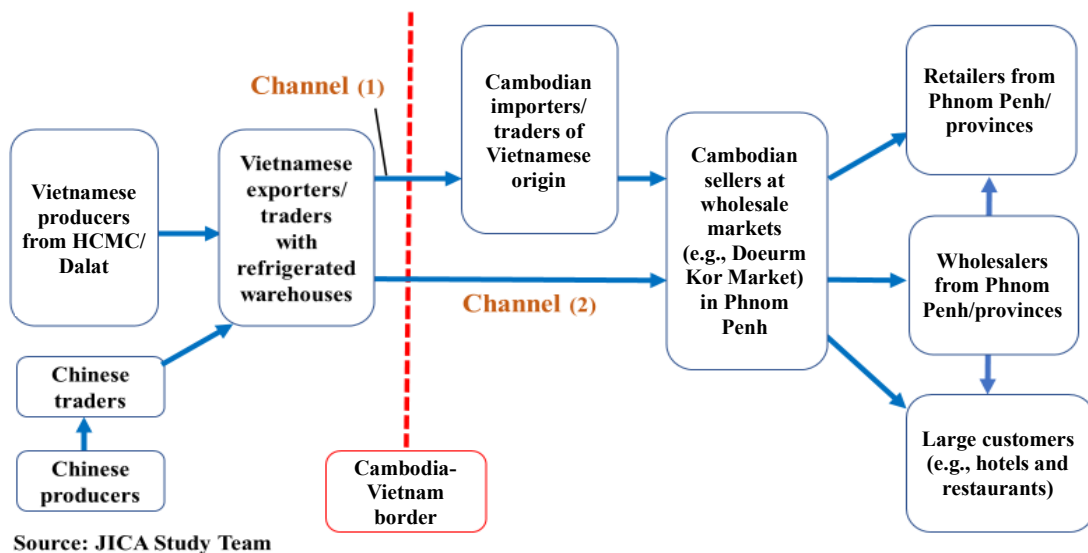 Channel (1)
Vietnamese
producers
from HCMC/
Dalat
Vietnamese
exporters/
traders
with
refrigerated
warehouses
Cambodian
importers/
traders of
Vietnamese
origin
Cambodian
sellers at
wholesale
markets
(e.g., Doeurm
Kor Market)
in Phnom
Penh
Retailers from
Phnom Penh/
provinces
Wholesalers
from Phnom
Penh/provinces
Large customers
(e.g., hotels and
restaurants)
Channel (2)
Chinese
traders
Chinese
producers
Cambodia-
Vietnam
border
Source: JICA Study Team